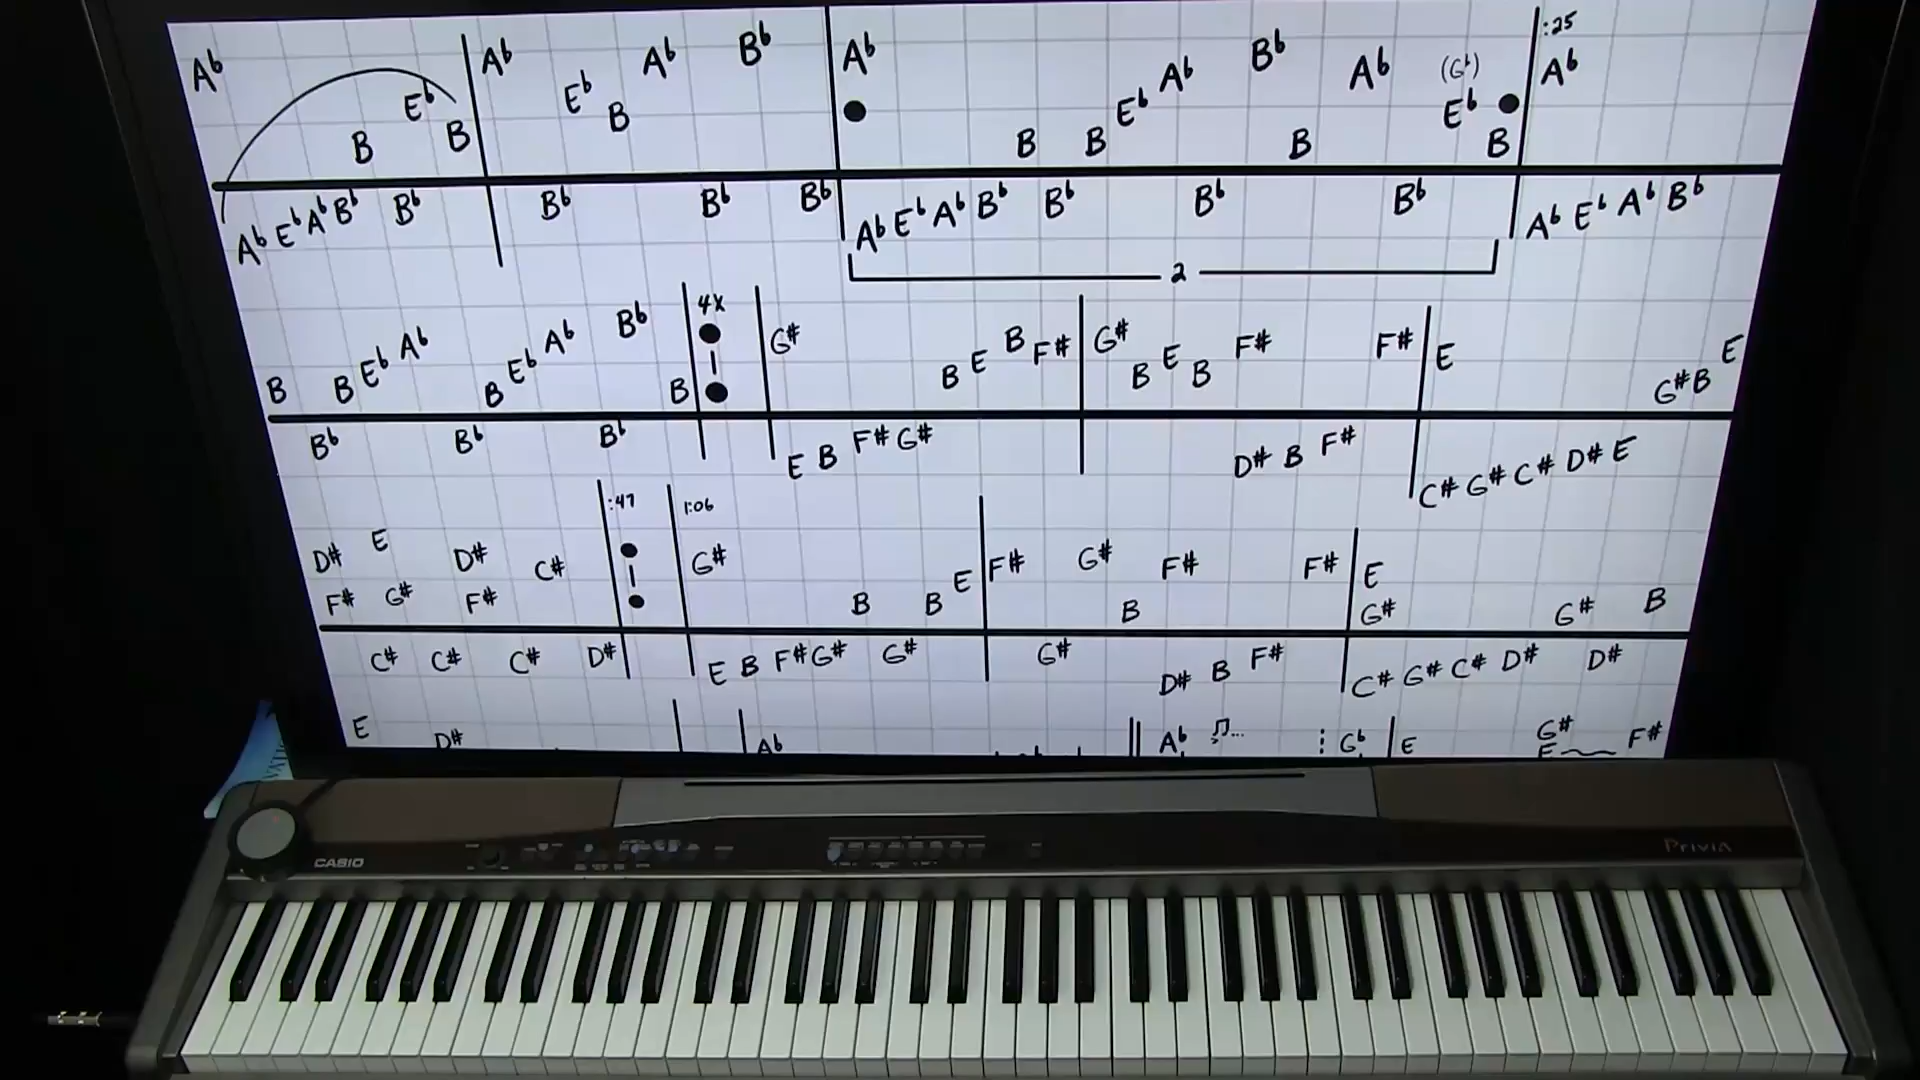 A♭ E♭ B B A♭ E♭ B A♭ B♭ A♭ B B E♭ A♭ B♭ B A♭ (G♭) E♭ B :25 A♭
A♭ E♭ A♭ B♭ B♭ B♭ B♭ B♭ A♭ E♭ A♭ B♭ B♭ B♭ B♭ A♭ E♭ A♭ B♭
2
B B E♭ A♭ B E♭ A♭ B♭ B 4x G# B E B F# G# B E B F# F# E G# B E
B♭ B♭ B♭ E B F# G# D# B F# C# G# C# D# E
:47 1:06
D# E D# C# G# B B E F# G# B F# F# E G# B
F# G# F# G#
C# C# C# D# E B F# G# G# G# D# B F# C# G# C# D# D#
E D# A♭ A♭ ♫... G♭ E G# F#
E
CASIO
Privia